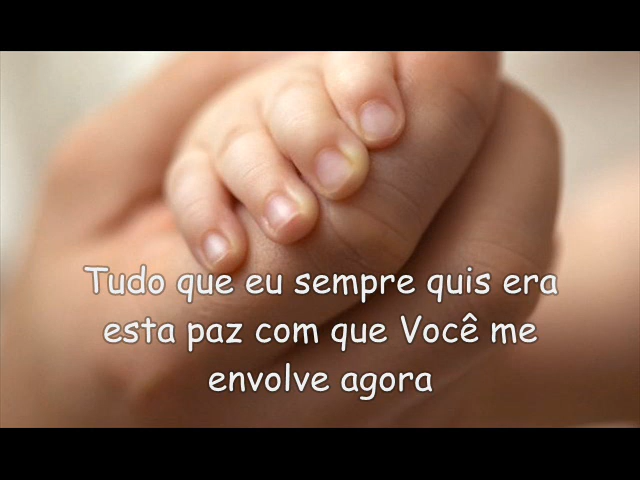 Tudo que eu sempre quis era
esta paz com que Você me
envolve agora